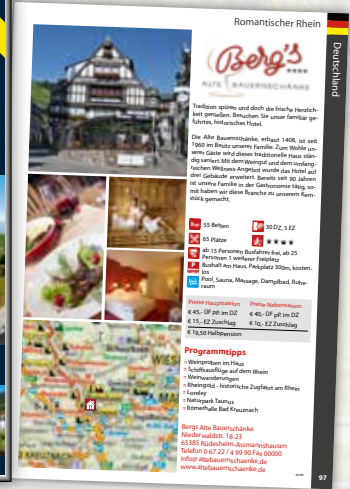 Romantischer Rhein
Deutschland
Berg's
ALTE BAUERNSCHÄNKE
Tradition spüren und doch die frische Herzlich-
keit genießen. Besuchen Sie unser familiär ge-
führtes, historisches Hotel.
Die Alte Bauernschänke, erbaut 1408, ist seit
1960 im Besitz unserer Familie. Zum Wohle un-
serer Gäste wird dieses traditionelle Haus stän-
dig saniert. Mit dem Weingut und dem umfang-
reichen Wellness-Angebot wurde das Hotel auf
drei Gebäude erweitert. Bereits seit 90 Jahren
ist unsere Familie in der Gastronomie tätig, so-
mit haben wir diese Branche zu unserem Kern-
stück gemacht.
55 Betten
30 DZ, 5 EZ
65 Plätze
ab 15 Personen Busfahrer frei, ab 25
Personen 1 weiterer Freiplatz
Bushalt am Haus, Parkplatz 300m, kosten-
los
Pool, Sauna, Massage, Dampfbad, Ruhe-
raum
Preise Hauptsaison
Preise Nebensaison
€ 45,- ÜF p/P im DZ
€ 40,- ÜF p/P im DZ
€ 15,- EZ Zuschlag
€ 10,- EZ Zuschlag
€ 19,50 Halbpension
Programmtipps
Weinproben im Haus
Schiffsausflüge auf dem Rhein
Weinwanderungen
Rheingold - historische Zugfahrt am Rhein
Loreley
Naturpark Taunus
Römerhalle Bad Kreuznach
Bergs Alte Bauerschänke
Niederwaldstr. 18-23
65385 Rüdesheim-Assmannshausen
Telefon 0 67 22 / 4 99 90 Fax 00000
info@altebauernschaenke.de
www.altebauernschaenke.de
97